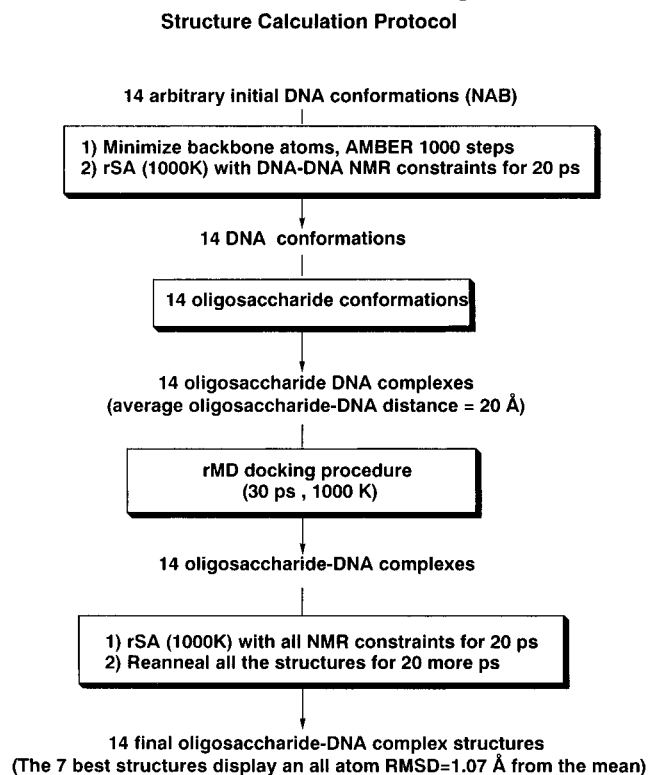 Structure Calculation Protocol
14 arbitrary initial DNA conformations (NAB)
1) Minimize backbone atoms, AMBER 1000 steps
2) rSA (1000K) with DNA-DNA NMR constraints for 20 ps
14 DNA conformations
14 oligosaccharide conformations
14 oligosaccharide DNA complexes
(average oligosaccharide-DNA distance = 20 Å)
rMD docking procedure
(30 ps , 1000 K)
14 oligosaccharide-DNA complexes
1) rSA (1000K) with all NMR constraints for 20 ps
2) Reanneal all the structures for 20 more ps
14 final oligosaccharide-DNA complex structures
(The 7 best structures display an all atom RMSD=1.07 Å from the mean)